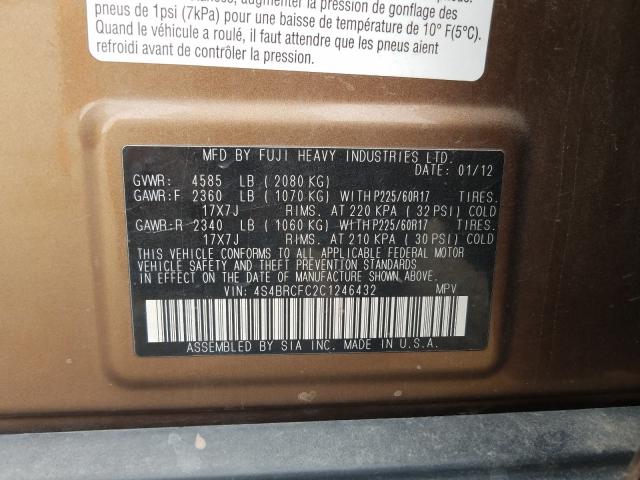 augmenter la pression de gonflage des
pneus de 1psi (7kPa) pour une baisse de température de 10° F(5°C).
Quand le véhicule a roulé, il faut attendre que les pneus aient
refroidi avant de contrôler la pression.
MFD BY FUJI HEAVY INDUSTRIES LTD.
DATE: 01/12
GVWR: 4585 LB ( 2080 KG)
GAWR:F 2360 LB ( 1070 KG) WITH P225/60R17 TIRES.
17X7J RIMS. AT 220 KPA ( 32 PSI) COLD
GAWR:R 2340 LB ( 1060 KG) WITH P225/60R17 TIRES.
17X7J RIMS. AT 210 KPA ( 30 PSI) COLD
THIS VEHICLE CONFORMS TO ALL APPLICABLE FEDERAL MOTOR
VEHICLE SAFETY AND THEFT PREVENTION STANDARDS
IN EFFECT ON THE DATE OF MANUFACTURE SHOWN ABOVE.
VIN: 4S4BRCFC2C1246432 MPV
ASSEMBLED BY SIA INC. MADE IN U.S.A.